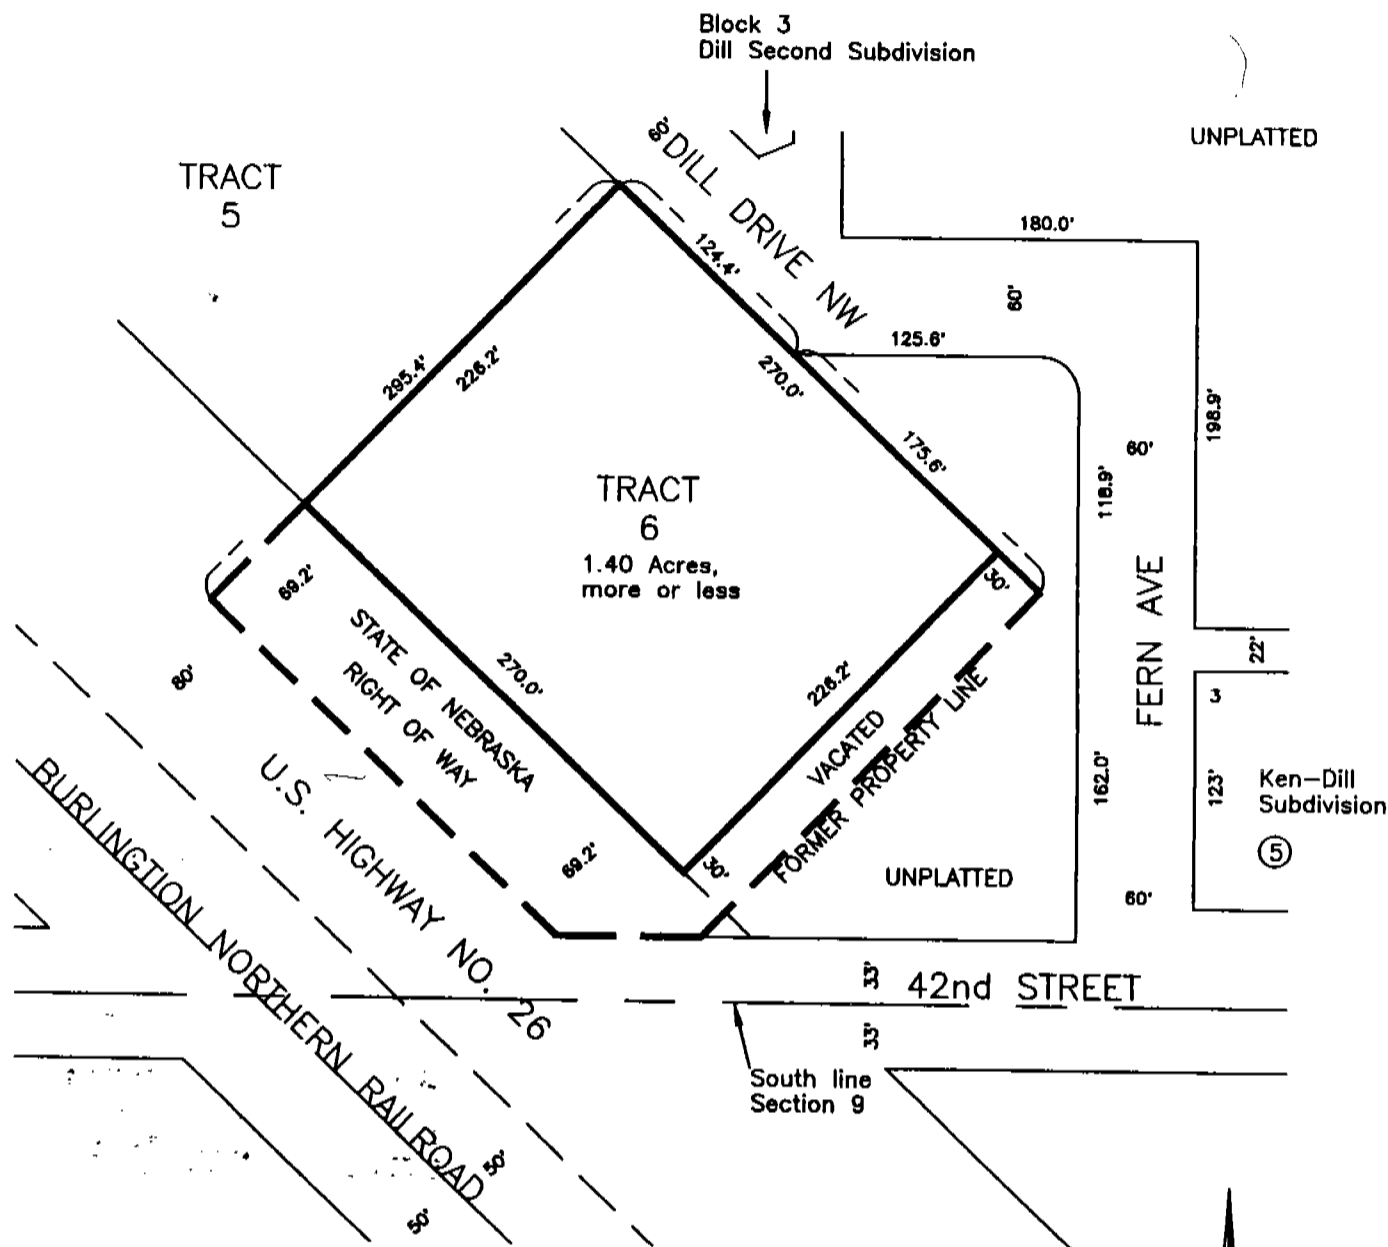 Block 3
Dill Second Subdivision
UNPLATTED
TRACT
5
60'
DILL DRIVE NW
180.0'
124.4'
60'
125.6'
295.4'
226.2'
270.0'
198.9'
175.6'
60'
118.9'
TRACT
6
1.40 Acres,
more or less
69.2'
30'
FERN AVE
22'
STATE OF NEBRASKA
RIGHT OF WAY
270.0'
226.2'
VACATED
FORMER PROPERTY LINE
3
80'
162.0'
123'
Ken-Dill
Subdivision
5
U.S. HIGHWAY NO. 26
69.2'
30'
UNPLATTED
60'
BURLINGTION NORTHERN RAILROAD
33'
42nd STREET
33'
South line
Section 9
50'
50'